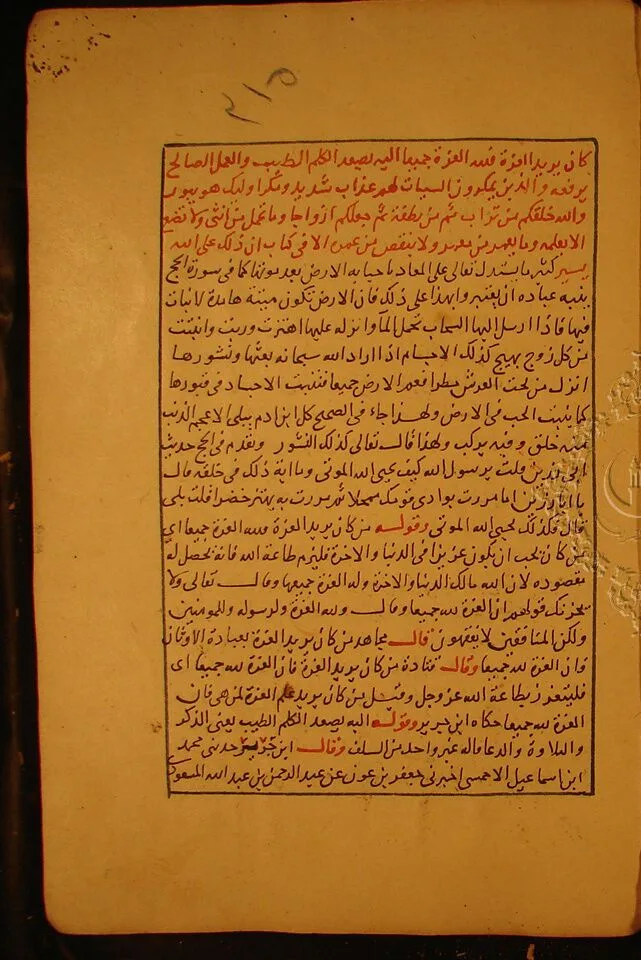 ٢١٥
كان يريد العزة فلله العزة جميعا اليه يصعد الكلم الطيب والعمل الصالح
يرفعه والذين يمكرون السيات لهم عذاب شديد ومكر اوليك هو يبور
والله خلقكم من تراب ثم من نطفة ثم جعلكم ازواجا وما تحمل من انثى ولا تضع
الا بعلمه وما يعمر من معمر ولا ينقص من عمره الا في كتاب ان ذلك على الله
يسير كثيرا ما يستدل تعالى على المعاد باحيايه الارض بعد موتها كما في سورة الحج
ينبه عباده ان يعتبروا بهذا على ذلك فان الارض تكون ميتة هامدة لا نبات
فيها فاذا ارسل اليها السحاب تحمل الما وانزله عليها اهتزت وربت وانبتت
من كل زوج بهيج كذلك الاجسام اذا اراد الله سبحانه بعثها ونشورها
انزل من تحت العرش مطرا فعم الارض جميعا فتنبت الاجساد في قبورها
كما ينبت الحب في الارض ولهذا جاء في الصحيح كل ابن ادم يبلى الا عجب الذنب
منه خلق وفيه يركب ولهذا قال تعالى كذلك النشور وتقدم في الحج حديث
ابي رزين قلت يرسول الله كيف يحيي الله الموتى وما اية ذلك في خلقه قال
يا ابا رزين اما مررت بوادي قومك ممحلا ثم مررت به يهتز خضرا قلت بلى
قال فكذلك يحيي الله الموتى وقوله من كان يريد العزة فلله العزة جميعا اي
من كان يحب ان يكون عزيزا في الدنيا والاخرة فليلزم طاعة الله فانه يحصل له
مقصوده لان الله مالك الدنيا والاخرة وله العزة جميعها وقال تعالى ولا
يحزنك قولهم ان العزة لله جميعا وقال ولله العزة ولرسوله وللمومنين
ولكن المنافقين لا يفقهون قال مجاهد من كان يريد العزة بعبادة الاوثان
فان العزة لله جميعا وقال قتادة من كان يريد العزة فان العزة لله جميعا اي
فليتعزز بطاعة الله عز وجل وقيل من كان يريد علم العزة لمن هي فان
العزة لله جميعا حكاه ابن جرير وقوله اليه يصعد الكلم الطيب يعني الذكر
والتلاوة والدعا قاله غير واحد من السلف وقال ابن جرير حدثني محمد
ابن اسماعيل الاحمسي اخبرني جعفر بن عون عن عبد الرحمن بن عبد الله المسعودي